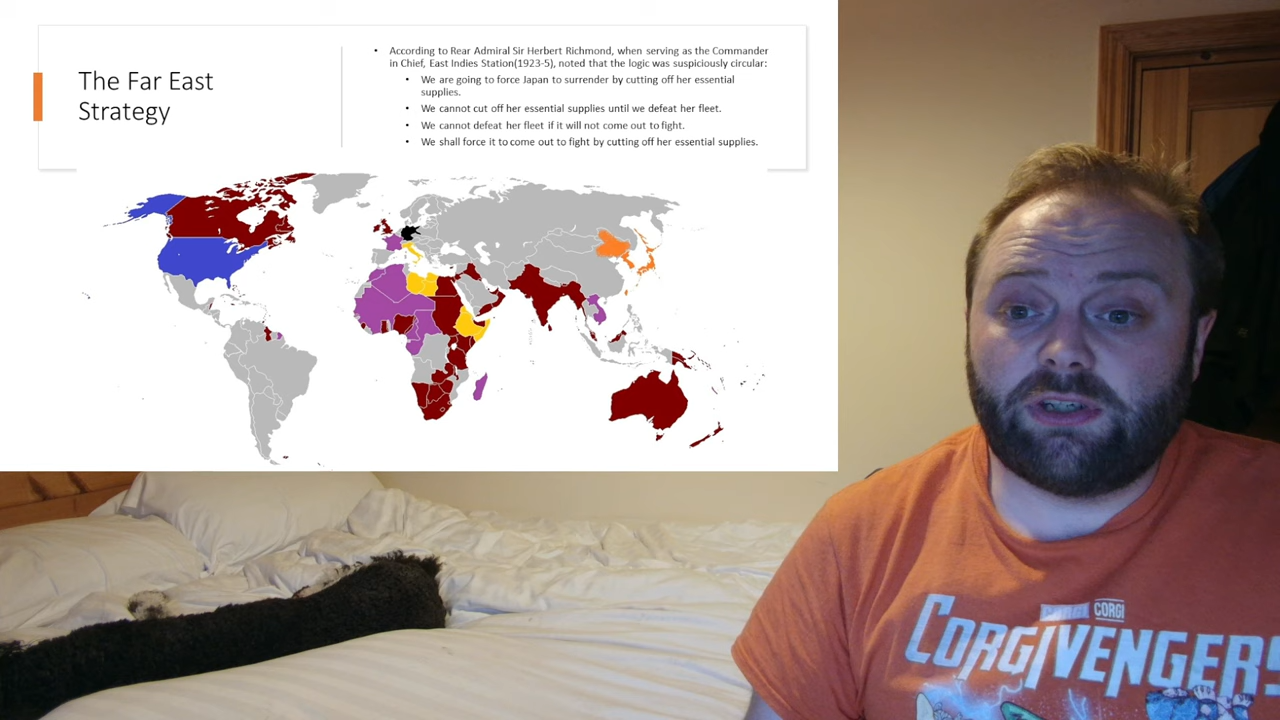 The Far East
Strategy
• According to Rear Admiral Sir Herbert Richmond, when serving as the Commander
in Chief, East Indies Station(1923-5), noted that the logic was suspiciously circular:
• We are going to force Japan to surrender by cutting off her essential
supplies.
• We cannot cut off her essential supplies until we defeat her fleet.
• We cannot defeat her fleet if it will not come out to fight.
• We shall force it to come out to fight by cutting off her essential supplies.
CORGI
CORGIVENGERS